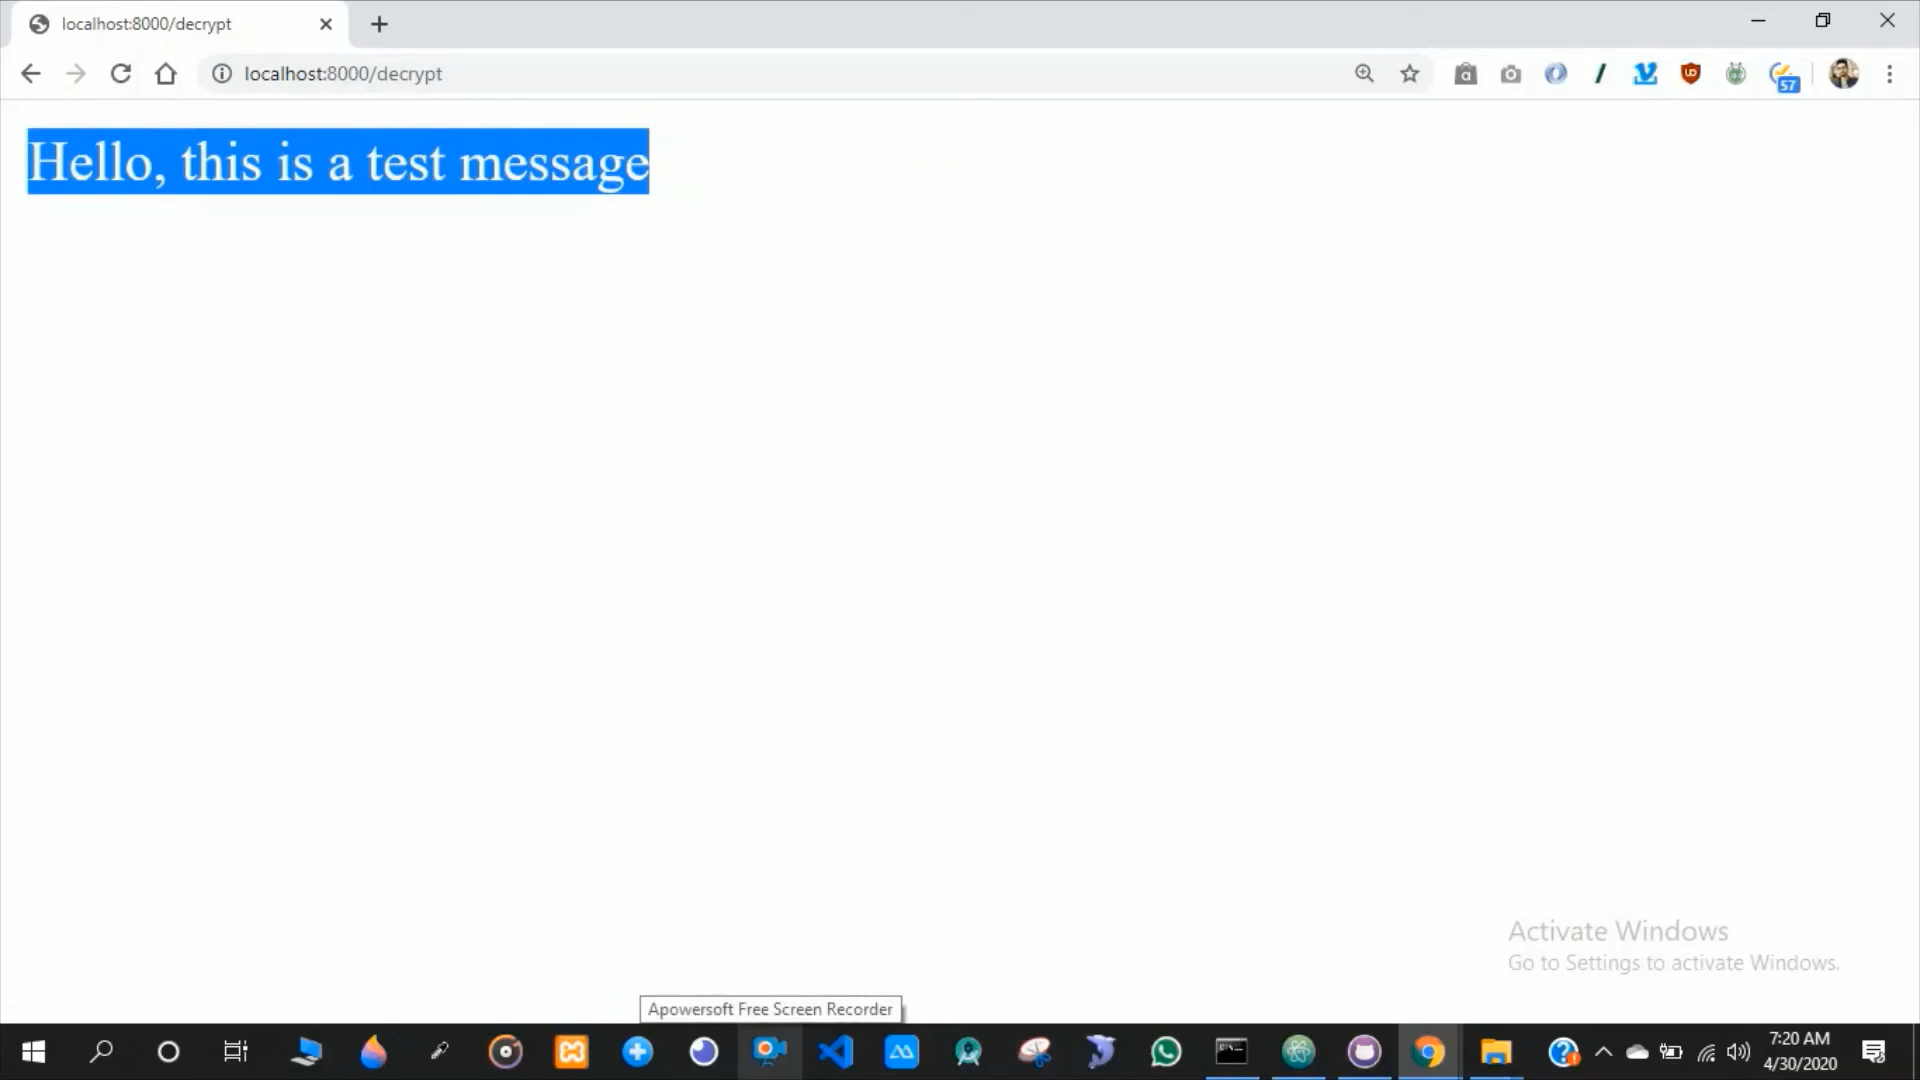 localhost:8000/decrypt
localhost:8000/decrypt
57
Hello, this is a test message
Activate Windows
Go to Settings to activate Windows.
Apowersoft Free Screen Recorder
7:20 AM
4/30/2020